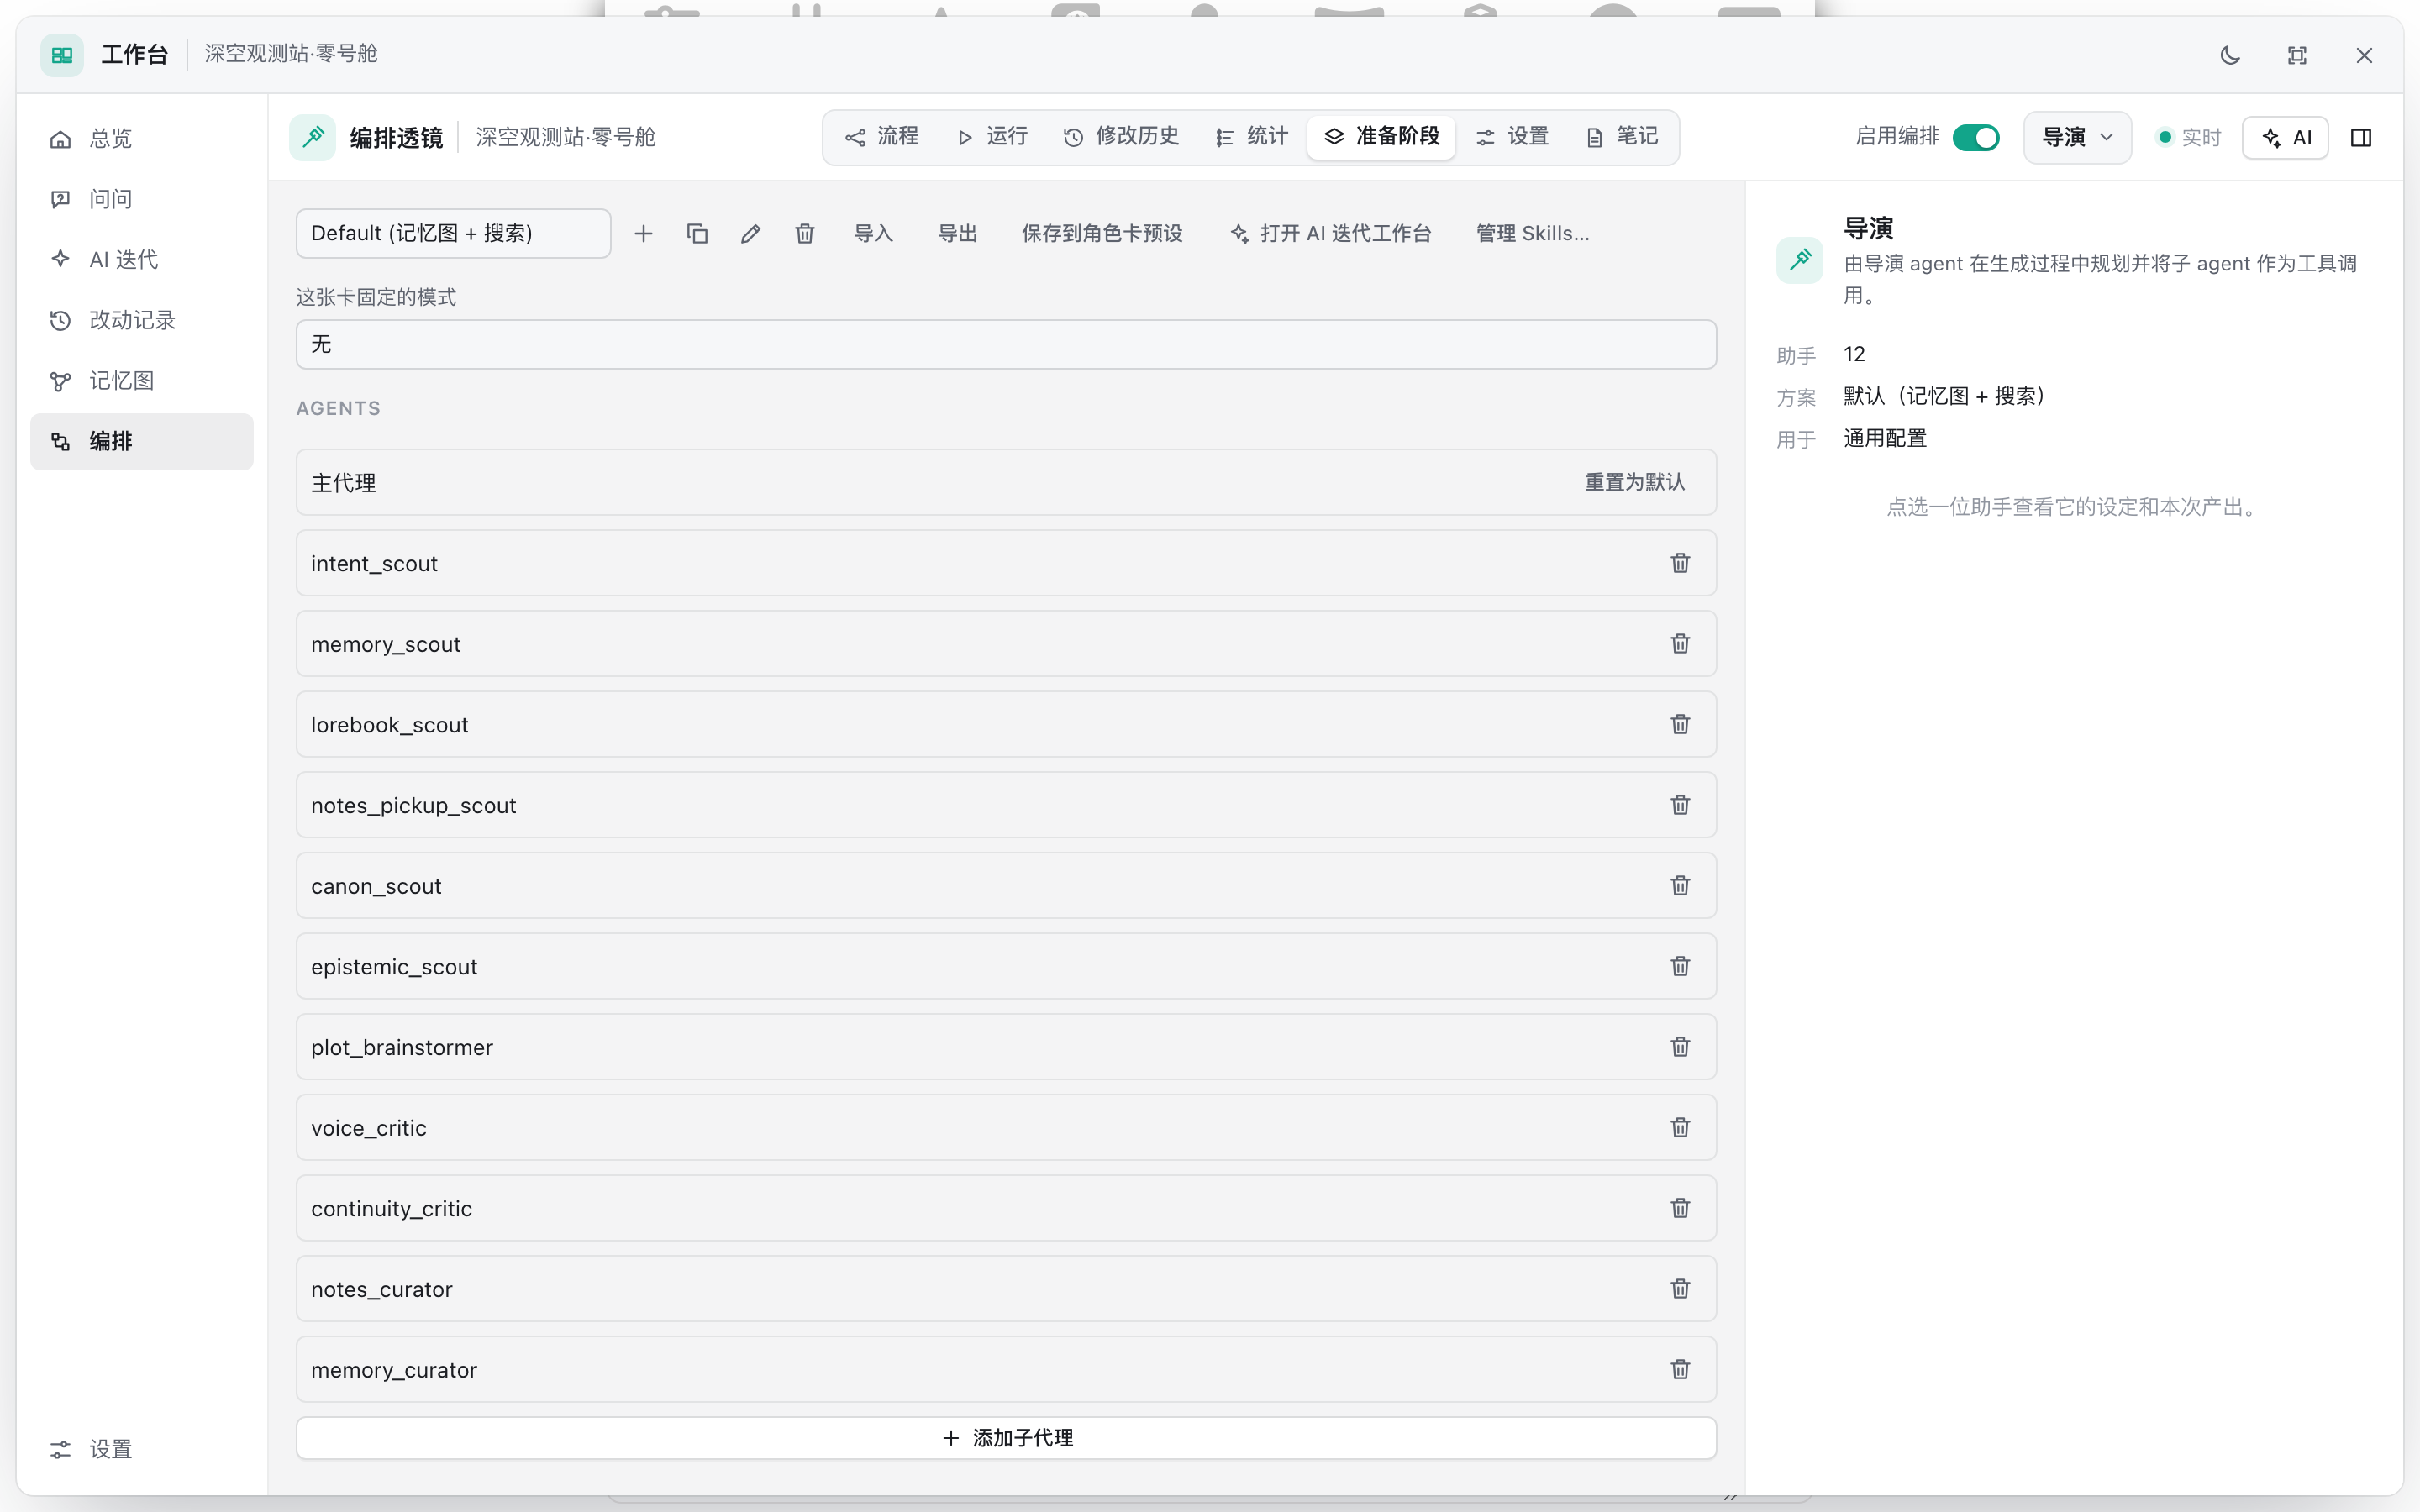 工作台
深空观测站·零号舱
总览
问问
AI 迭代
改动记录
记忆图
编排
设置
编排透镜
深空观测站·零号舱
流程
运行
修改历史
统计
准备阶段
设置
笔记
启用编排
导演
实时
AI
Default (记忆图 + 搜索)
导入
导出
保存到角色卡预设
打开 AI 迭代工作台
管理 Skills...
这张卡固定的模式
无
AGENTS
主代理
重置为默认
intent_scout
memory_scout
lorebook_scout
notes_pickup_scout
canon_scout
epistemic_scout
plot_brainstormer
voice_critic
continuity_critic
notes_curator
memory_curator
添加子代理
导演
由导演 agent 在生成过程中规划并将子 agent 作为工具调
用。
助手 12
方案 默认（记忆图 + 搜索）
用于 通用配置
点选一位助手查看它的设定和本次产出。